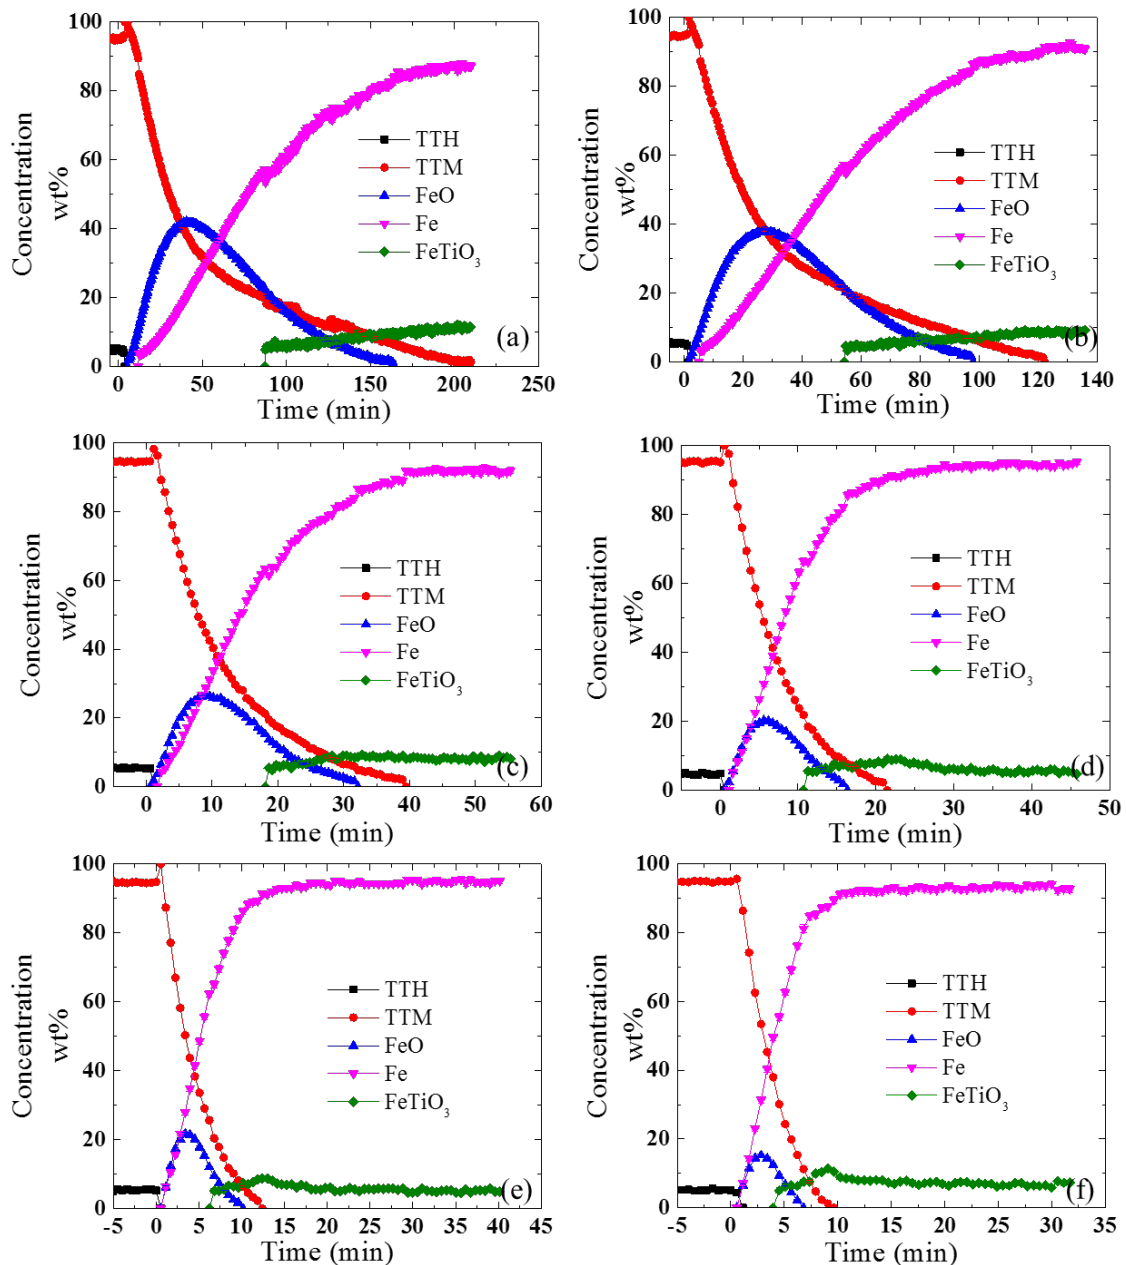 100
80
60
40
20
0
Concentration
wt%
TTH
TTM
FeO
Fe
FeTiO3
(a)
0 50 100 150 200 250
Time (min)
100
80
60
40
20
0
Concentration
wt%
TTH
TTM
FeO
Fe
FeTiO3
(b)
0 20 40 60 80 100 120 140
Time (min)
100
80
60
40
20
0
Concentration
wt%
TTH
TTM
FeO
Fe
FeTiO3
(c)
0 10 20 30 40 50 60
Time (min)
100
80
60
40
20
0
Concentration
wt%
TTH
TTM
FeO
Fe
FeTiO3
(d)
0 10 20 30 40 50
Time (min)
100
80
60
40
20
0
Concentration
wt%
TTH
TTM
FeO
Fe
FeTiO3
(e)
-5 0 5 10 15 20 25 30 35 40 45
Time (min)
100
80
60
40
20
0
Concentration
wt%
TTH
TTM
FeO
Fe
FeTiO3
(f)
-5 0 5 10 15 20 25 30 35
Time (min)